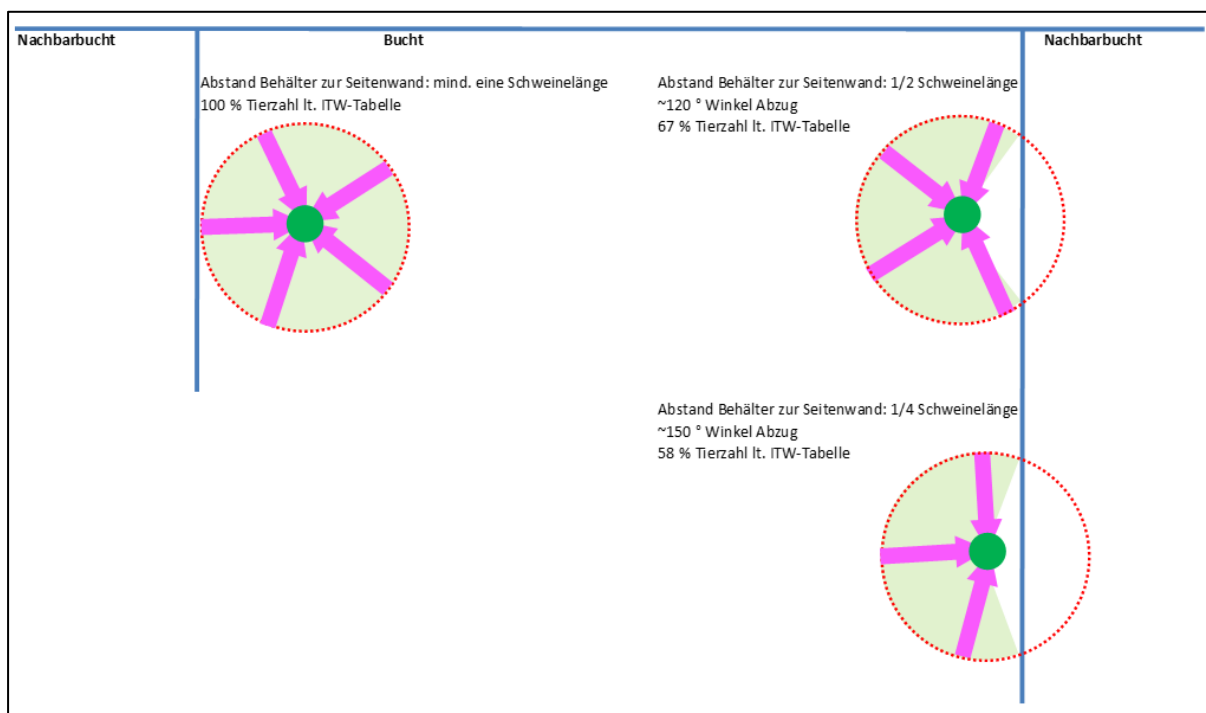 Nachbarbucht
Bucht
Nachbarbucht
Abstand Behälter zur Seitenwand: mind. eine Schweinelänge
100 % Tierzahl lt. ITW-Tabelle
Abstand Behälter zur Seitenwand: 1/2 Schweinelänge
~120 ° Winkel Abzug
67 % Tierzahl lt. ITW-Tabelle
Abstand Behälter zur Seitenwand: 1/4 Schweinelänge
~150 ° Winkel Abzug
58 % Tierzahl lt. ITW-Tabelle